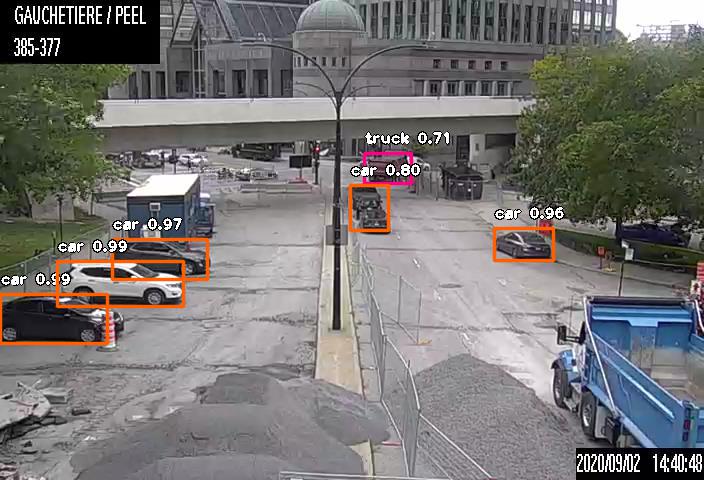 GAUCHETIERE / PEEL
385-377
truck 0.71
car 0.80
car 0.96
car 0.97
car 0.99
car 0.99
2020/09/02 14:40:48